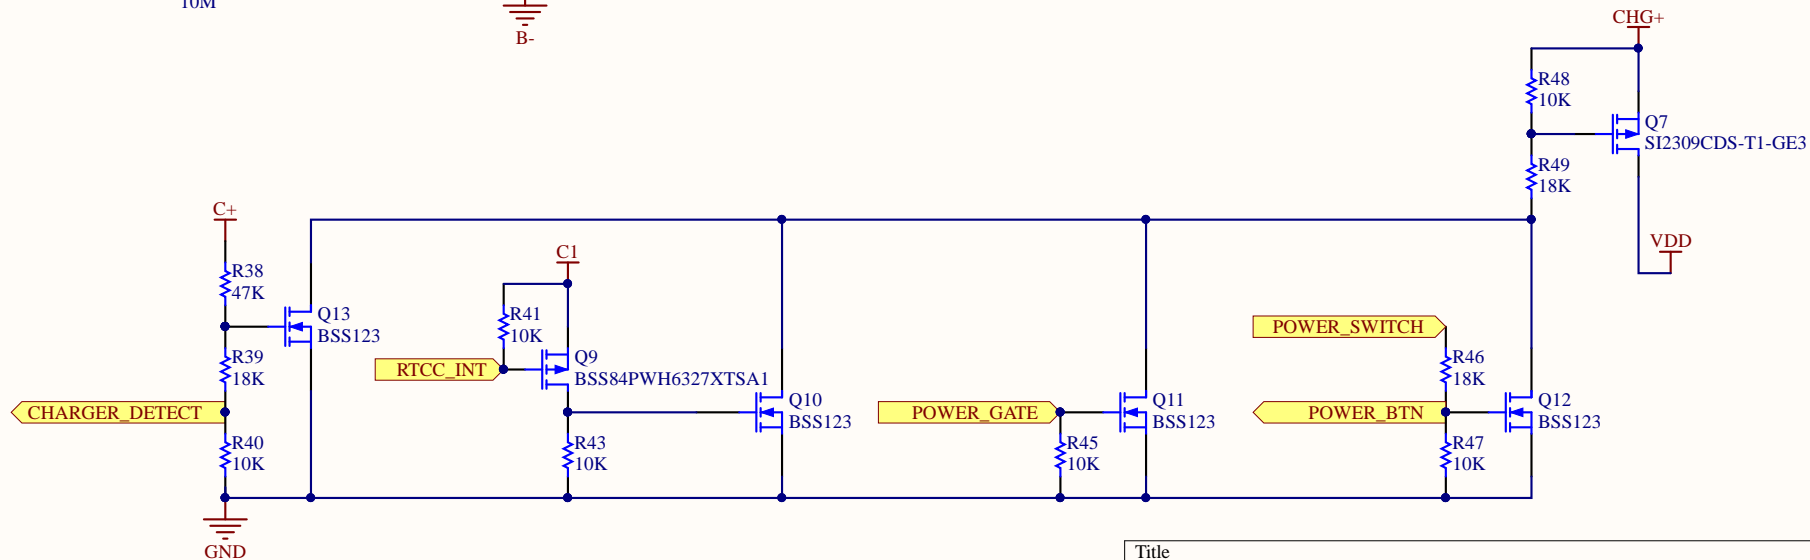 10M
B-
CHG+
R48
10K
Q7
SI2309CDS-T1-GE3
R49
18K
C+
VDD
C1
R38
47K
Q13
BSS123
R41
10K
POWER_SWITCH
R39
18K
RTCC_INT
Q9
BSS84PWH6327XTSA1
R46
18K
CHARGER_DETECT
Q10
BSS123
POWER_GATE
Q11
BSS123
POWER_BTN
Q12
BSS123
R40
10K
R43
10K
R45
10K
R47
10K
GND
Title